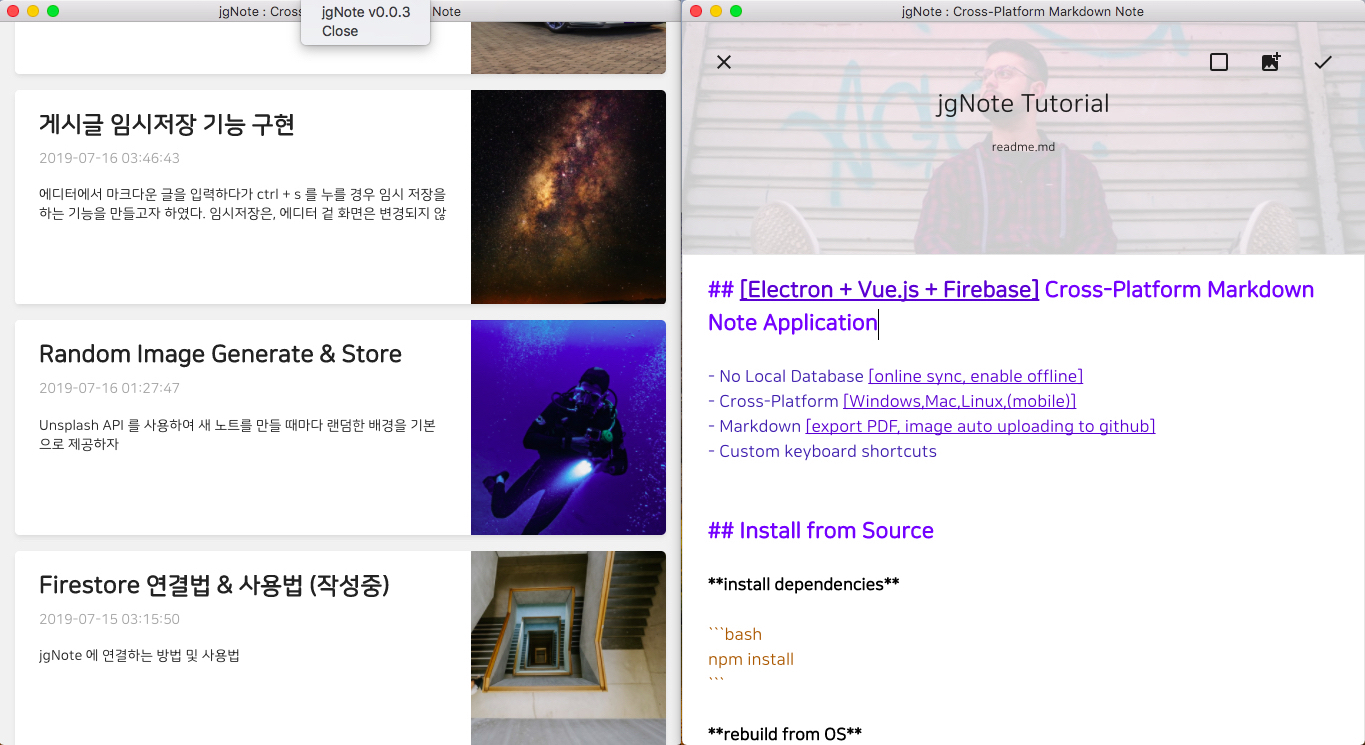 jgNote : Cros
Note
jgNote v0.0.3
Close
게시글 임시저장 기능 구현
2019-07-16 03:46:43
에디터에서 마크다운 글을 입력하다가 ctrl + s 를 누를 경우 임시 저장을
하는 기능을 만들고자 하였다. 임시저장은, 에디터 겉 화면은 변경되지 않
Random Image Generate & Store
2019-07-16 01:27:47
Unsplash API 를 사용하여 새 노트를 만들 때마다 랜덤한 배경을 기본
으로 제공하자
Firestore 연결법 & 사용법 (작성중)
2019-07-15 03:15:50
jgNote 에 연결하는 방법 및 사용법
jgNote : Cross-Platform Markdown Note
jgNote Tutorial
readme.md
## [Electron + Vue.js + Firebase] Cross-Platform Markdown
Note Application
- No Local Database [online sync, enable offline]
- Cross-Platform [Windows,Mac,Linux,(mobile)]
- Markdown [export PDF, image auto uploading to github]
- Custom keyboard shortcuts
## Install from Source
**install dependencies**
```bash
npm install
```
**rebuild from OS**